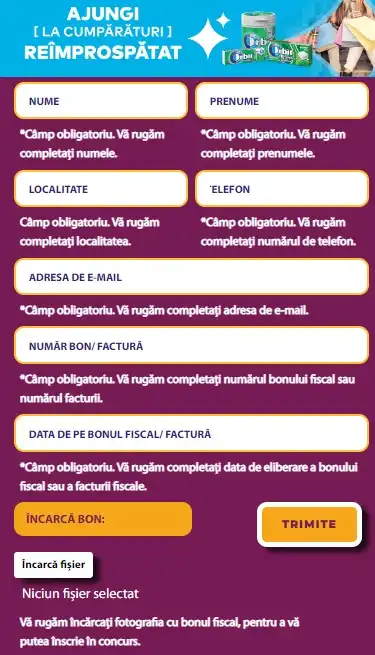 AJUNGI
[ LA CUMPĂRĂTURI ]
REÎMPROSPĂTAT
Orbit
Orbit
Orbit
NUME
PRENUME
*Câmp obligatoriu. Vă rugăm
completați numele.
*Câmp obligatoriu. Vă rugăm
completați prenumele.
LOCALITATE
TELEFON
Câmp obligatoriu. Vă rugăm
completați localitatea.
*Câmp obligatoriu. Vă rugăm
completați numărul de telefon.
ADRESA DE E-MAIL
*Câmp obligatoriu. Vă rugăm completați adresa de e-mail.
NUMĂR BON/ FACTURĂ
*Câmp obligatoriu. Vă rugăm completați numărul bonului fiscal sau
numărul facturii.
DATA DE PE BONUL FISCAL/ FACTURĂ
*Câmp obligatoriu. Vă rugăm completați data de eliberare a bonului
fiscal sau a facturii fiscale.
ÎNCARCĂ BON:
TRIMITE
Încarcă fișier
Niciun fișier selectat
Vă rugăm încărcați fotografia cu bonul fiscal, pentru a vă
putea înscrie în concurs.